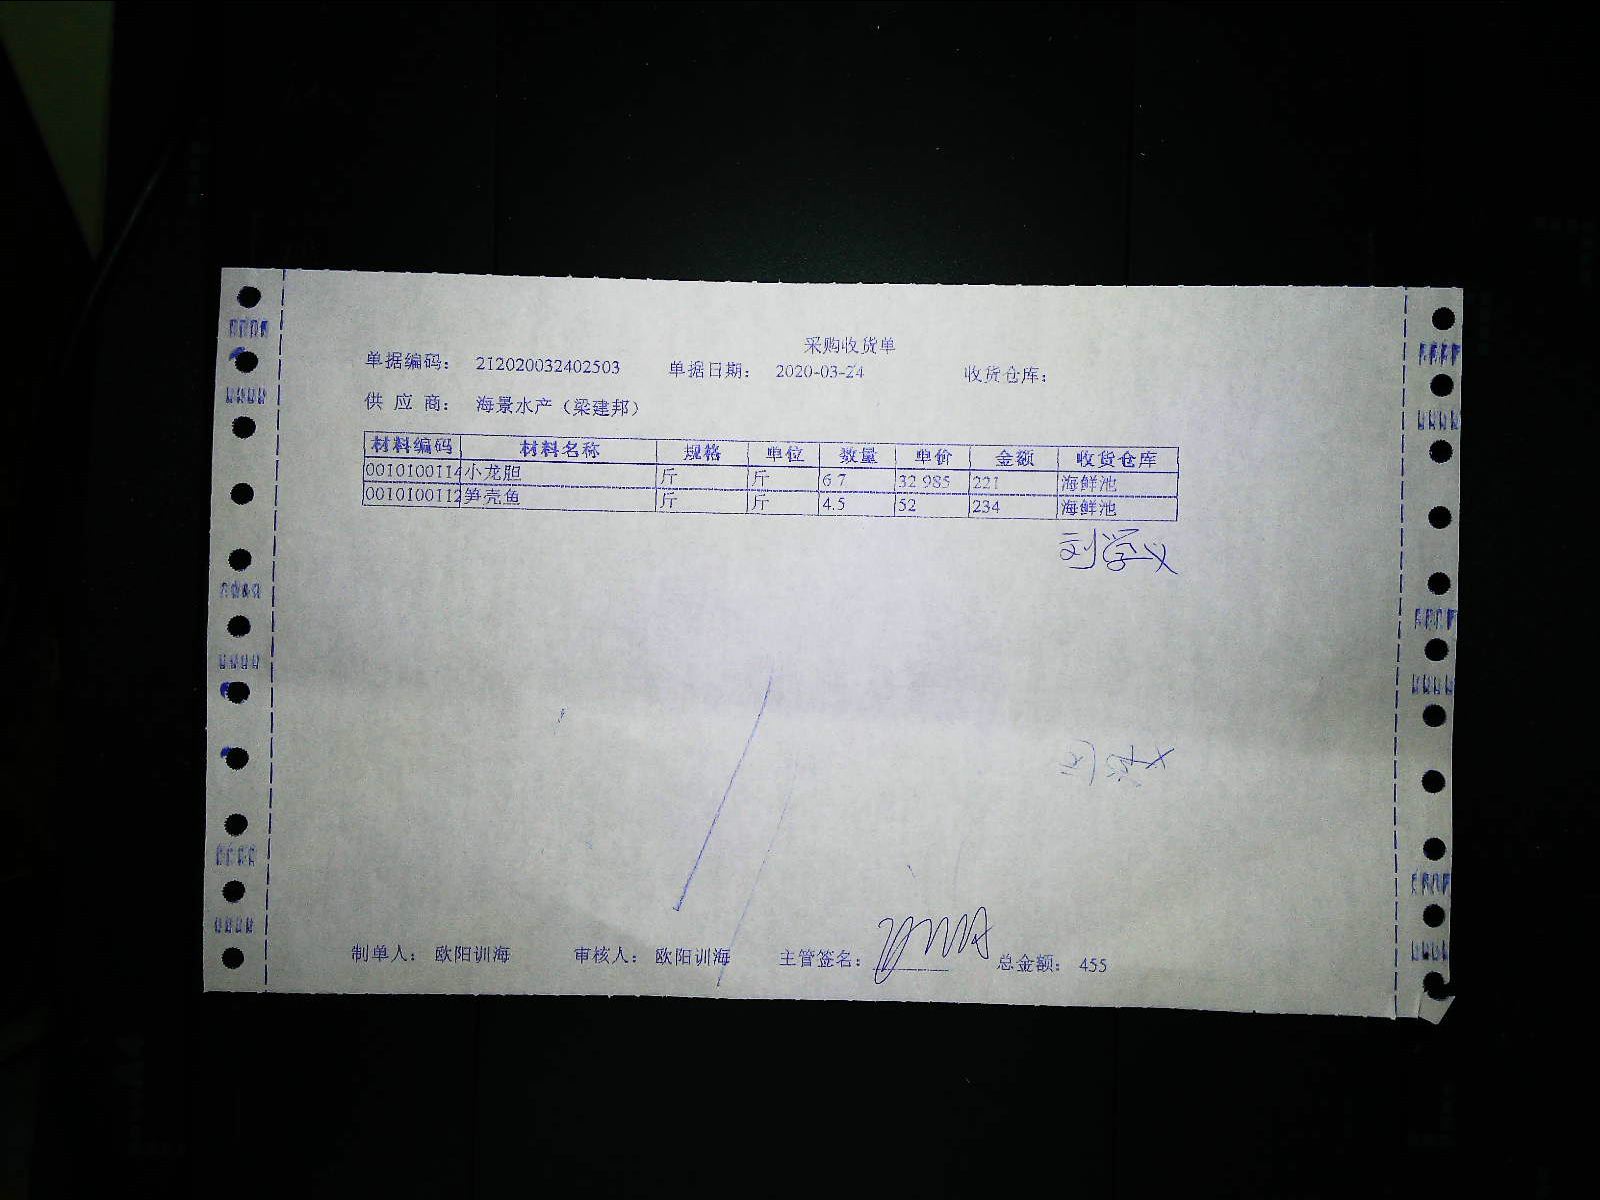 采购收货单
单据编码： 212020032402503 单据日期： 2020-03-24 收货仓库：
供 应 商： 海景水产（梁建邦）
材料编码 材料名称 规格 单位 数量 单价 金额 收货仓库
0010100114 小龙胆 斤 斤 6.7 32.985 221 海鲜池
0010100112 笋壳鱼 斤 斤 4.5 52 234 海鲜池
刘学义
制单人： 欧阳训海 审核人： 欧阳训海 主管签名： 总金额： 455